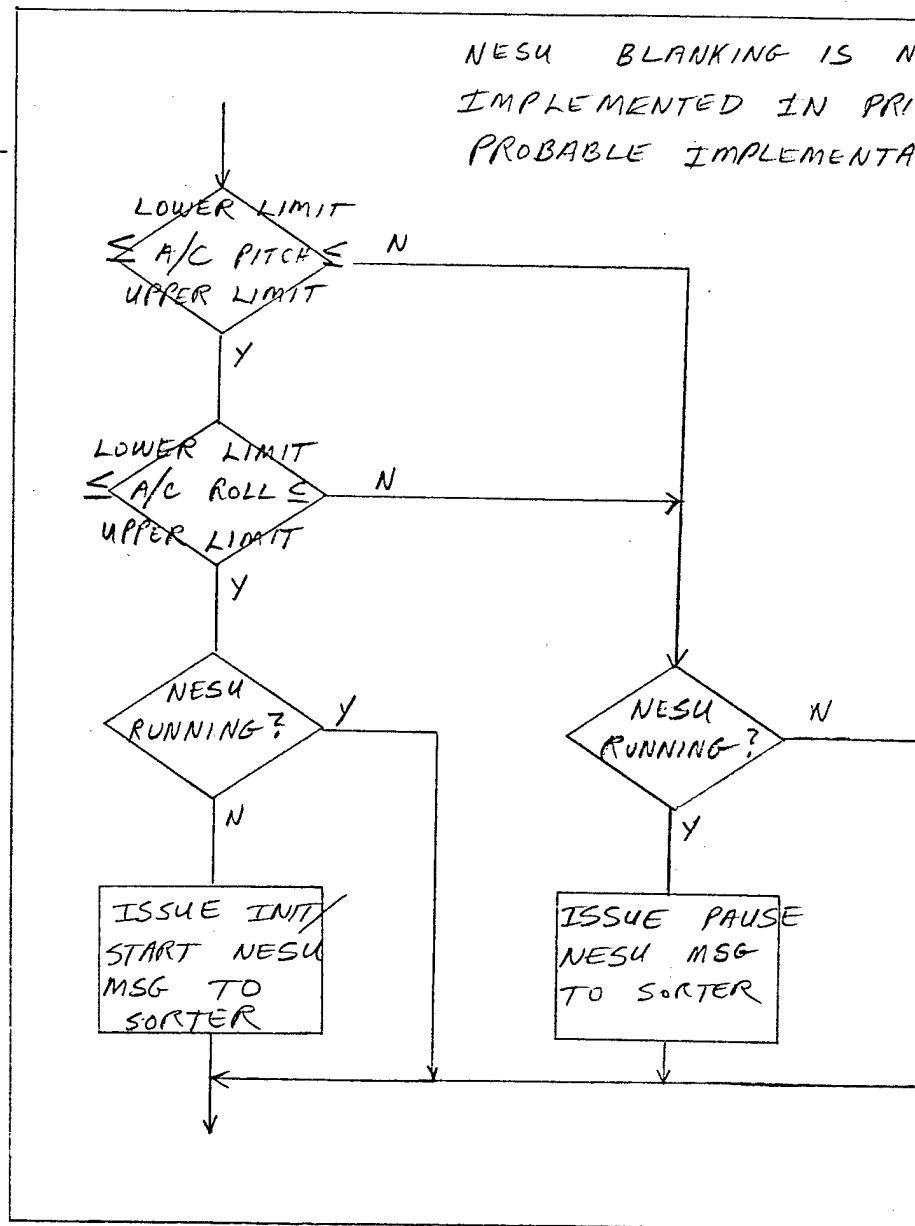 NESU BLANKING IS N
IMPLEMENTED IN PRI
PROBABLE IMPLEMENTA
LOWER LIMIT
≤ A/C PITCH ≤
UPPER LIMIT
N
Y
LOWER LIMIT
≤ A/C ROLL ≤
UPPER LIMIT
N
Y
NESU
RUNNING?
Y
N
NESU
RUNNING?
N
Y
ISSUE INIT/
START NESU
MSG TO
SORTER
ISSUE PAUSE
NESU MSG
TO SORTER